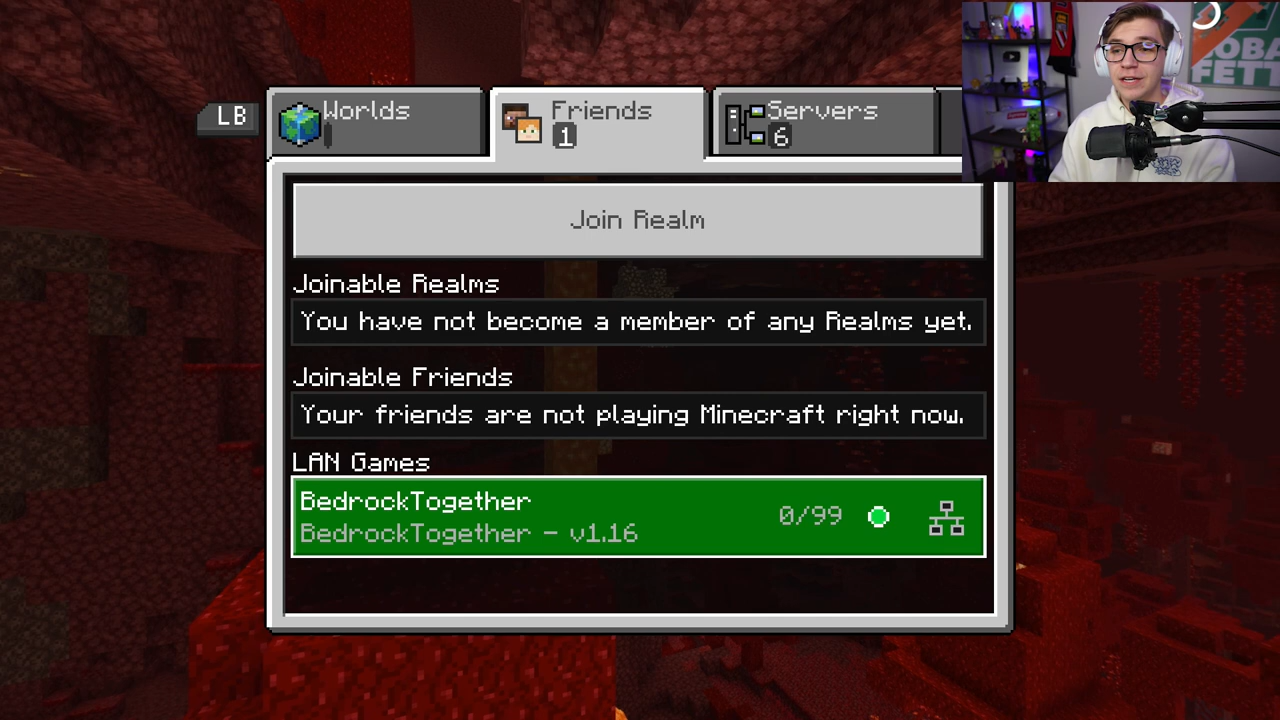 LB
Worlds
Friends
1
Servers
6
Join Realm
Joinable Realms
You have not become a member of any Realms yet.
Joinable Friends
Your friends are not playing Minecraft right now.
LAN Games
BedrockTogether
0/99
BedrockTogether - v1.16